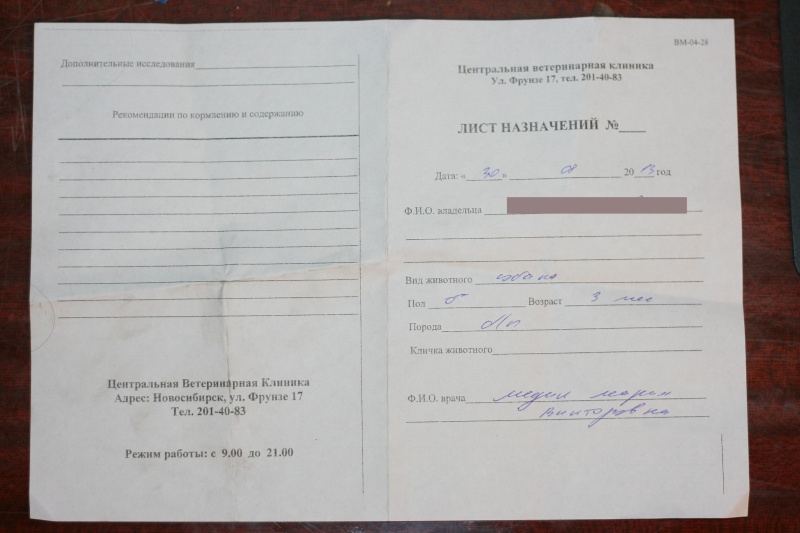 Дополнительные исследования
Рекомендации по кормлению и содержанию
Центральная Ветеринарная Клиника
Адрес: Новосибирск, ул. Фрунзе 17
Тел. 201-40-83
Режим работы: с 9.00 до 21.00
ВМ-04-28
Центральная ветеринарная клиника
Ул. Фрунзе 17, тел. 201-40-83
ЛИСТ НАЗНАЧЕНИЙ №
Дата: « 30 » 08 20 13 год
Ф.И.О. владельца
Вид животного собака
Пол Возраст 3 мес
Порода б/п
Кличка животного
Ф.И.О. врача
Викторовна